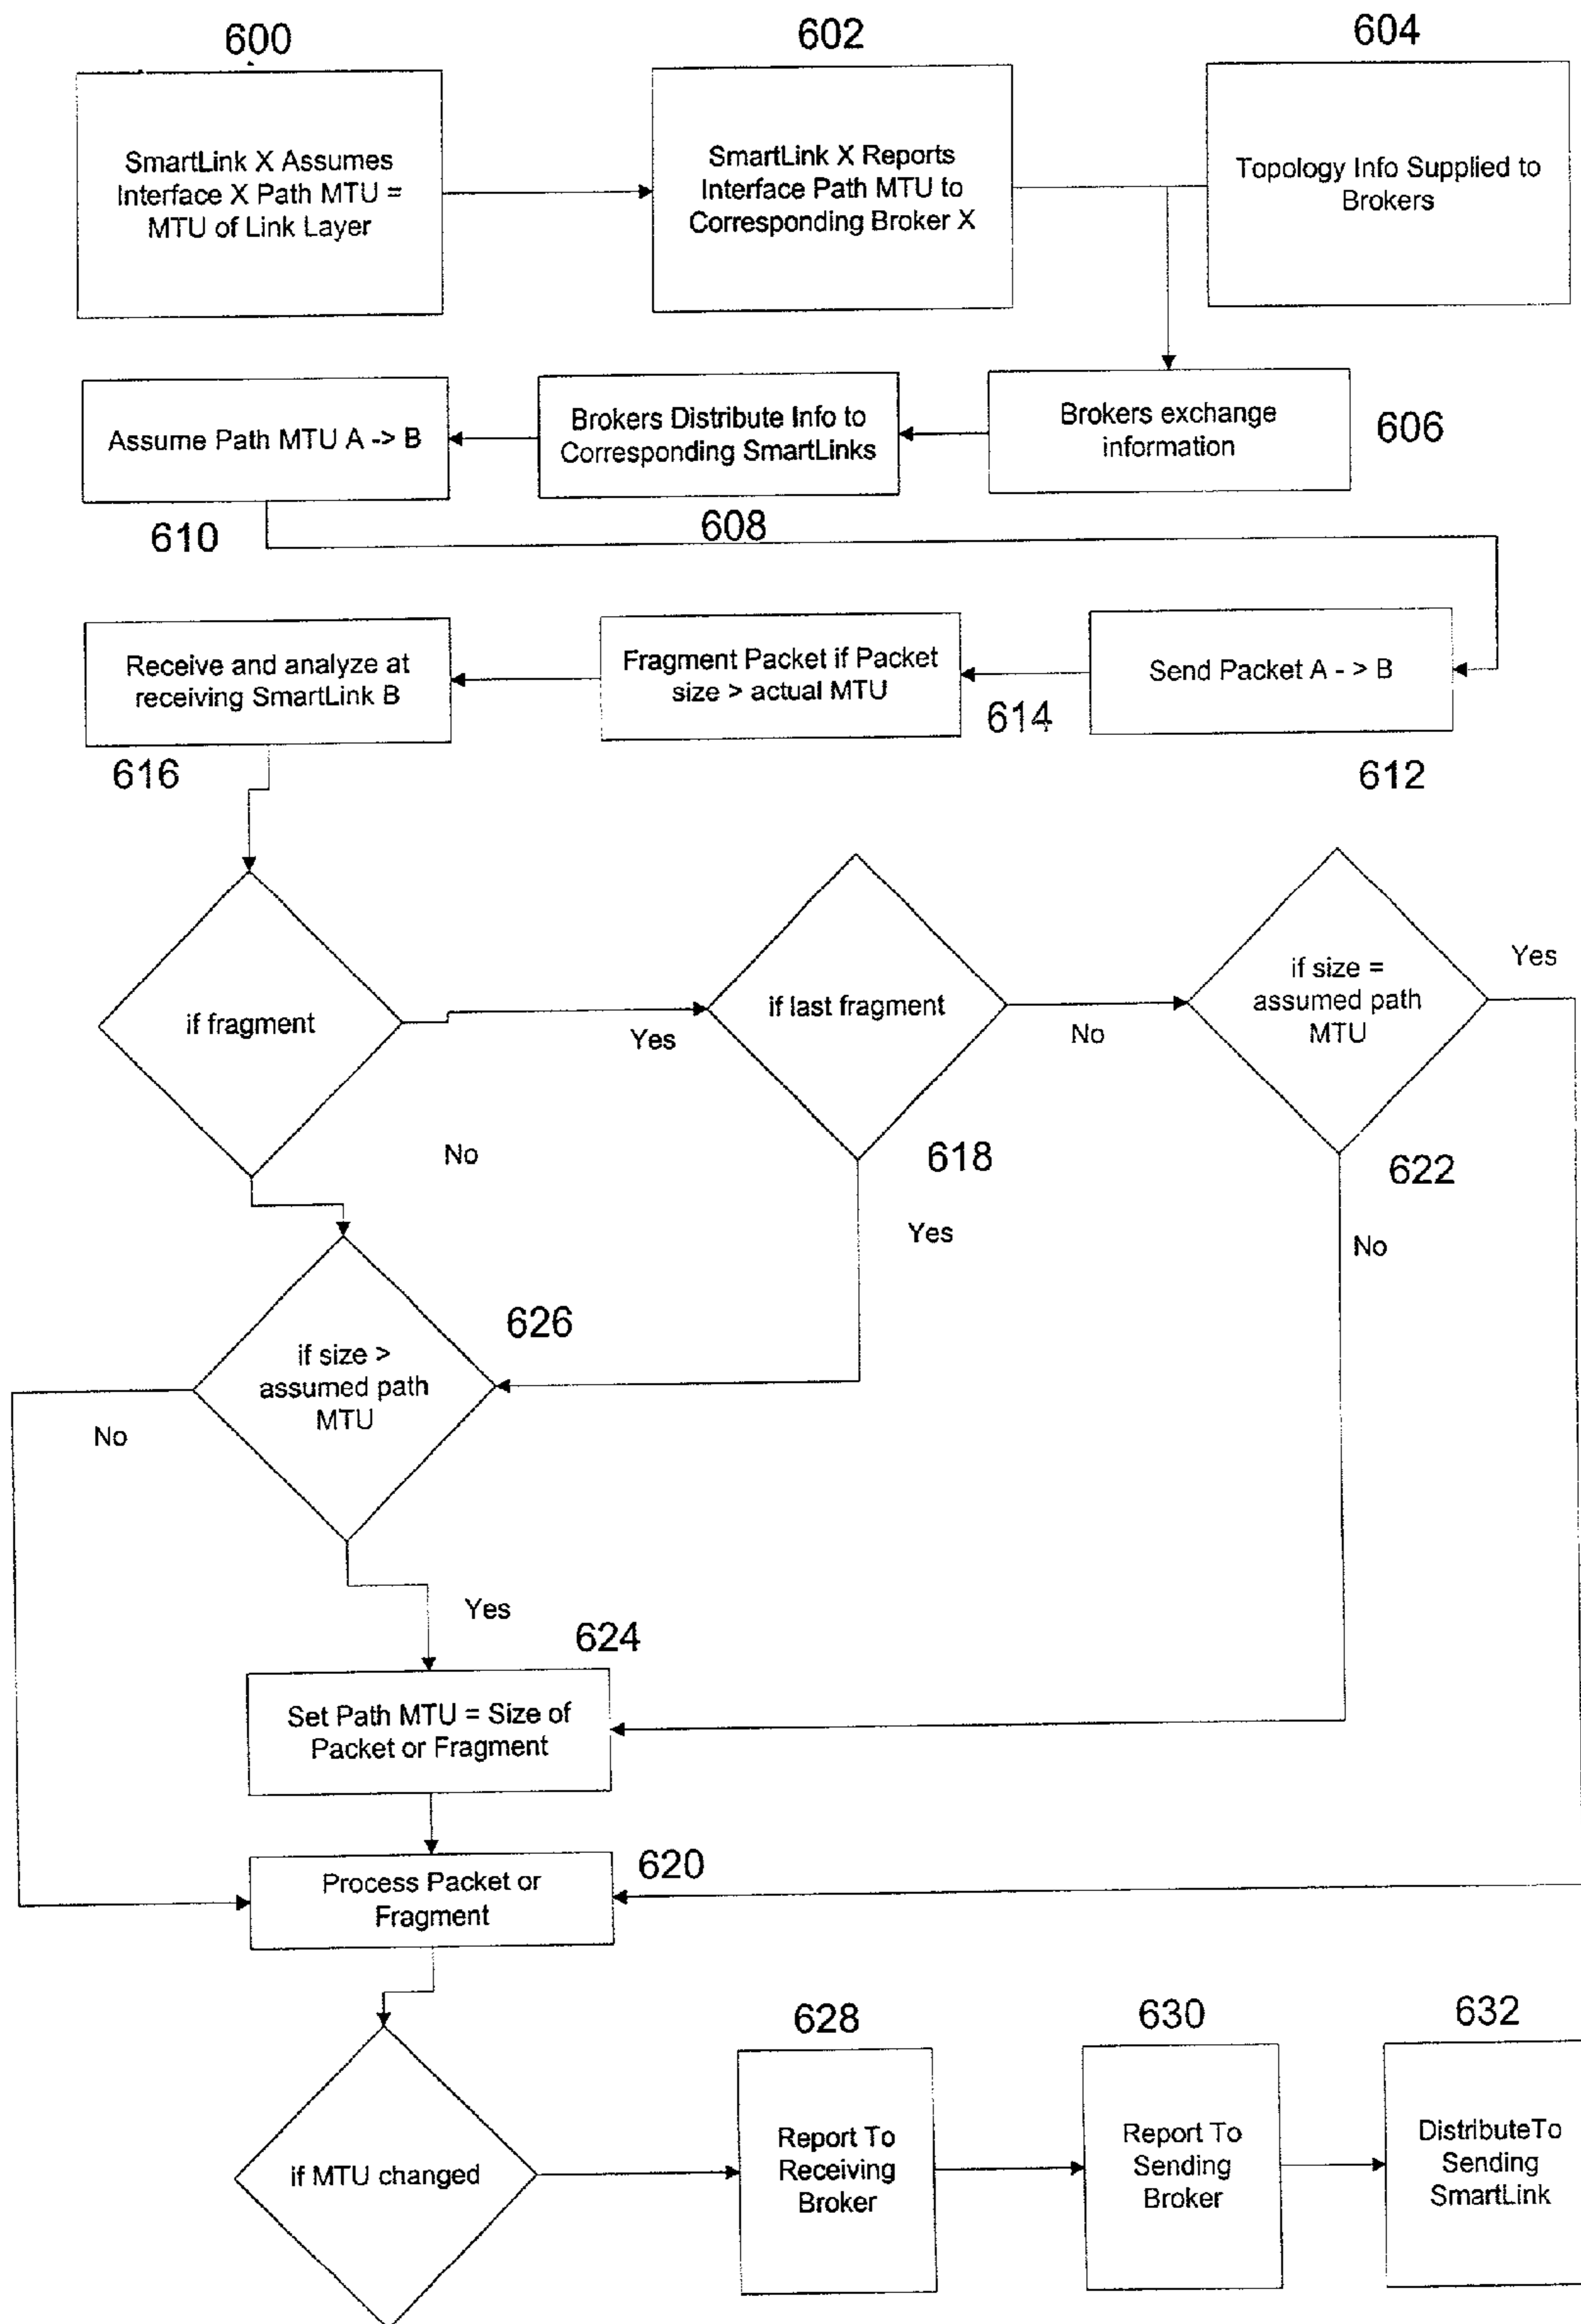 600
602
604
SmartLink X Assumes
Interface X Path MTU =
MTU of Link Layer
SmartLink X Reports
Interface Path MTU to
Corresponding Broker X
Topology Info Supplied to
Brokers
Assume Path MTU A -> B
Brokers Distribute Info to
Corresponding SmartLinks
Brokers exchange
information
606
610
608
Receive and analyze at
receiving SmartLink B
Fragment Packet if Packet
size > actual MTU
Send Packet A - > B
614
616
612
if fragment
Yes
if last fragment
No
if size =
assumed path
MTU
Yes
No
618
622
Yes
No
626
if size >
assumed path
MTU
No
Yes
624
Set Path MTU = Size of
Packet or Fragment
620
Process Packet or
Fragment
628
630
632
if MTU changed
Report To
Receiving
Broker
Report To
Sending
Broker
DistributeTo
Sending
SmartLink